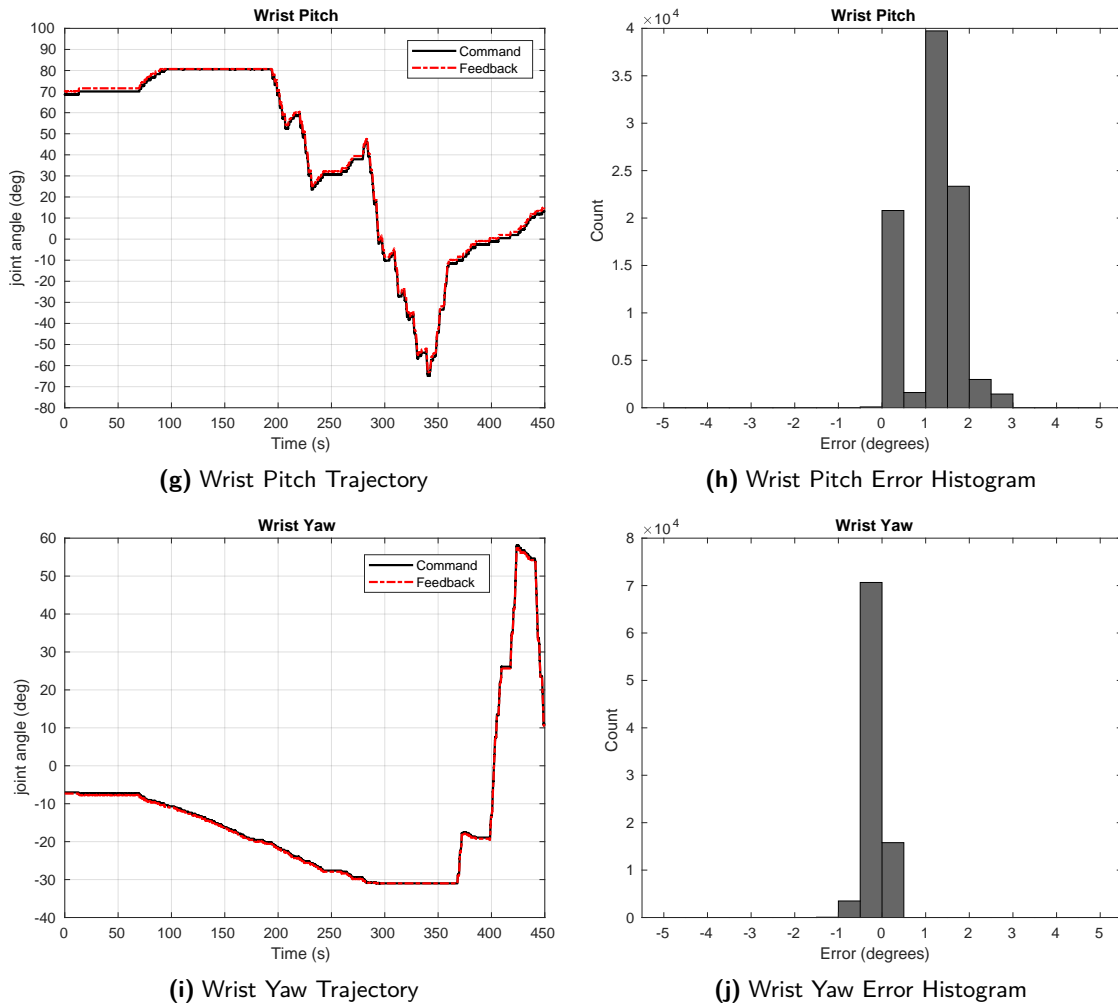 Wrist Pitch
100
90
80
70
60
50
40
30
20
10
0
-10
-20
-30
-40
-50
-60
-70
-80
joint angle (deg)
Command
Feedback
0 50 100 150 200 250 300 350 400 450
Time (s)
(g) Wrist Pitch Trajectory
×10⁴ Wrist Pitch
4
3.5
3
2.5
2
1.5
1
0.5
0
Count
-5 -4 -3 -2 -1 0 1 2 3 4 5
Error (degrees)
(h) Wrist Pitch Error Histogram
Wrist Yaw
60
50
40
30
20
10
0
-10
-20
-30
-40
joint angle (deg)
Command
Feedback
0 50 100 150 200 250 300 350 400 450
Time (s)
(i) Wrist Yaw Trajectory
×10⁴ Wrist Yaw
8
7
6
5
4
3
2
1
0
Count
-5 -4 -3 -2 -1 0 1 2 3 4 5
Error (degrees)
(j) Wrist Yaw Error Histogram